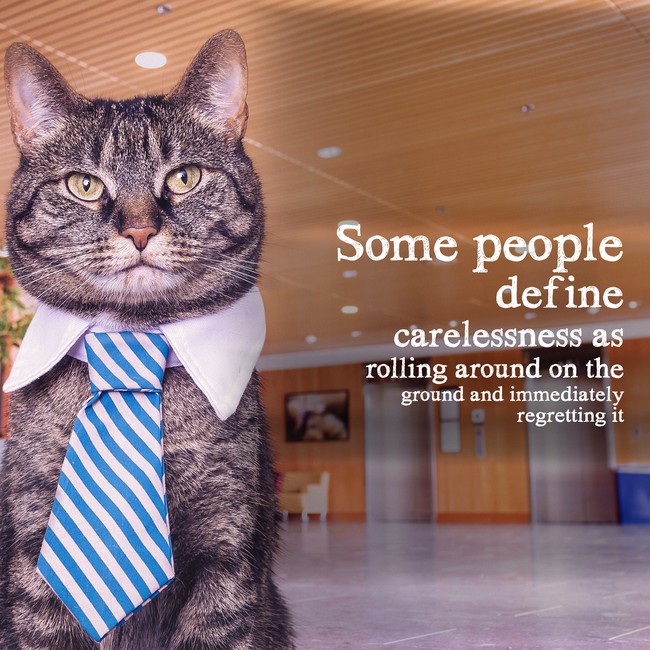 Some people
define
carelessness as
rolling around on the
ground and immediately
regretting it